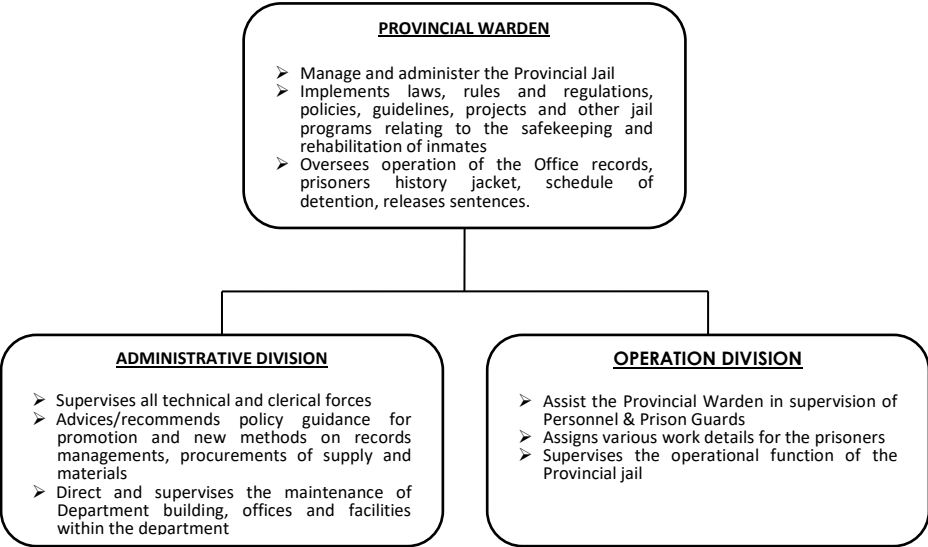 PROVINCIAL WARDEN
➢ Manage and administer the Provincial Jail
➢ Implements laws, rules and regulations,
policies, guidelines, projects and other jail
programs relating to the safekeeping and
rehabilitation of inmates
➢ Oversees operation of the Office records,
prisoners history jacket, schedule of
detention, releases sentences.
ADMINISTRATIVE DIVISION
➢ Supervises all technical and clerical forces
➢ Advices/recommends policy guidance for
promotion and new methods on records
managements, procurements of supply and
materials
➢ Direct and supervises the maintenance of
Department building, offices and facilities
within the department
OPERATION DIVISION
➢ Assist the Provincial Warden in supervision of
Personnel & Prison Guards
➢ Assigns various work details for the prisoners
➢ Supervises the operational function of the
Provincial jail